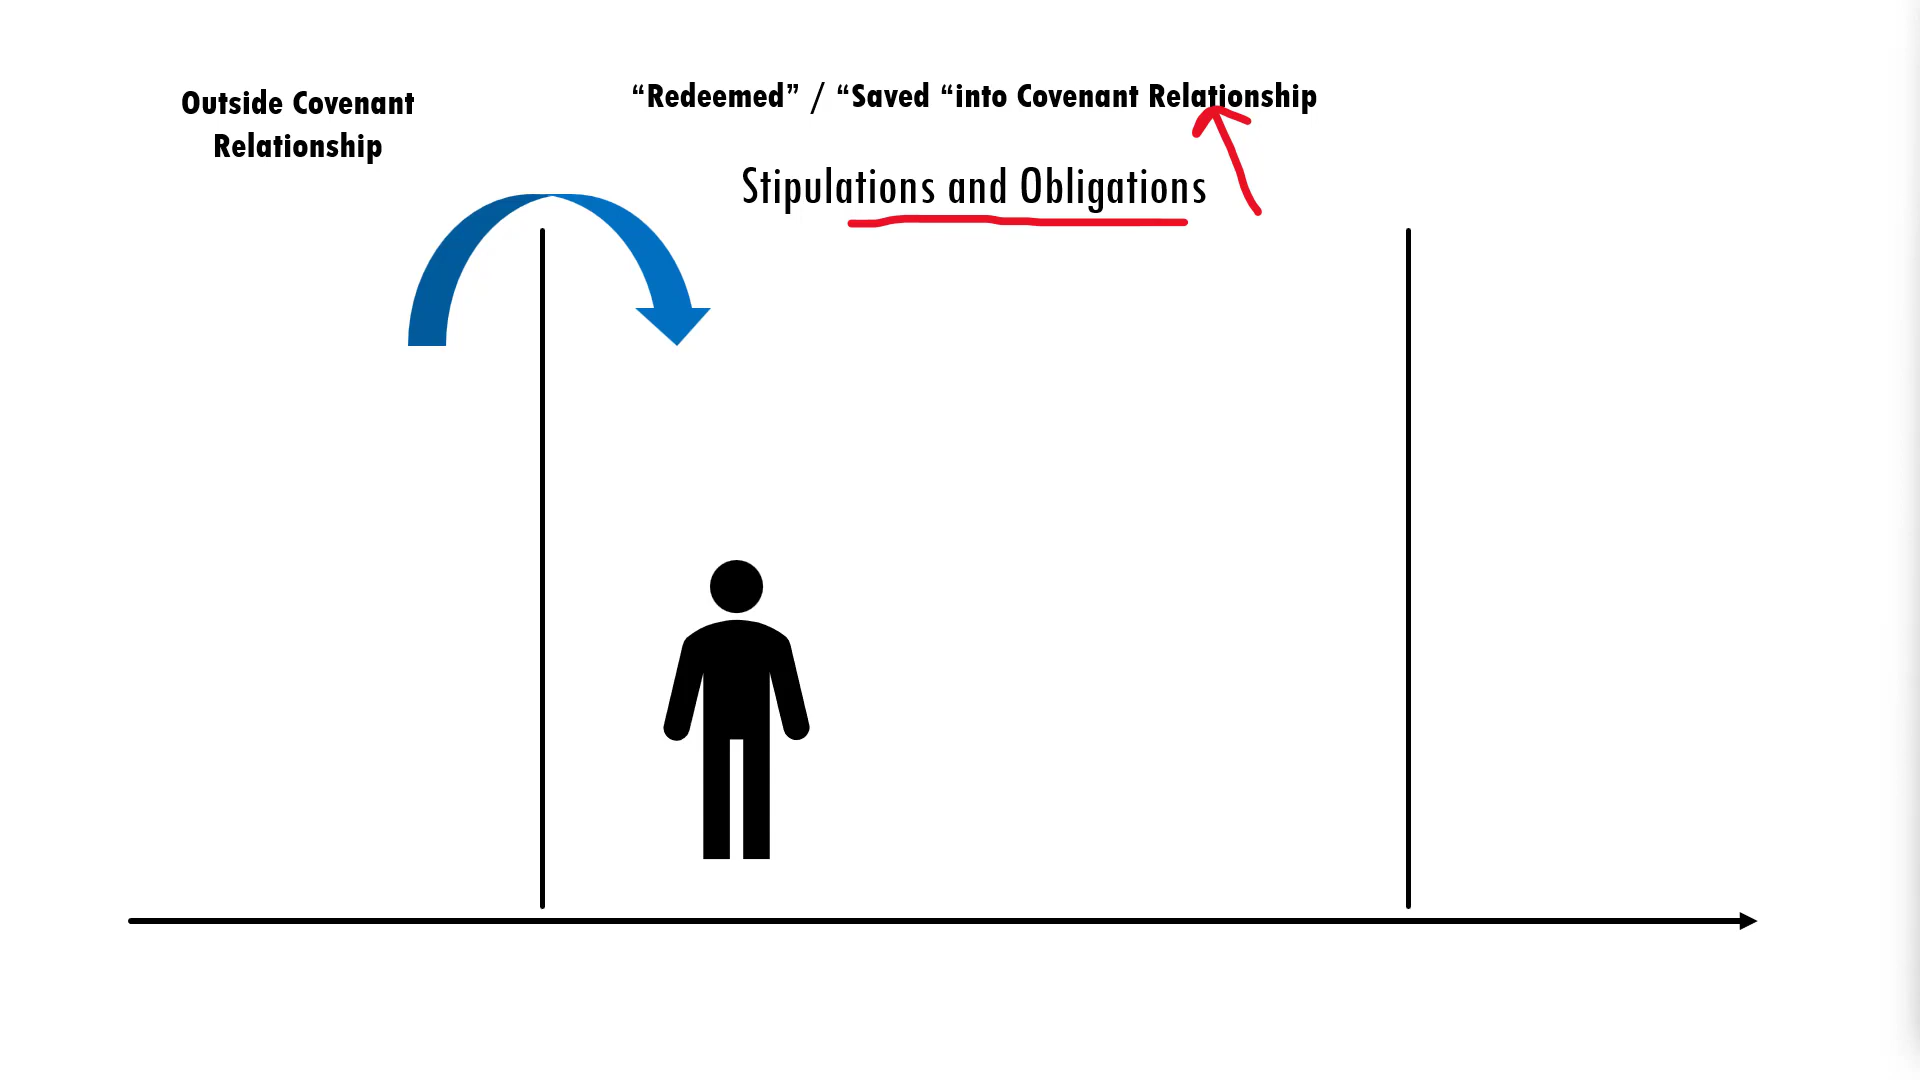 Outside Covenant
Relationship
“Redeemed” / “Saved “into Covenant Relationship
Stipulations and Obligations